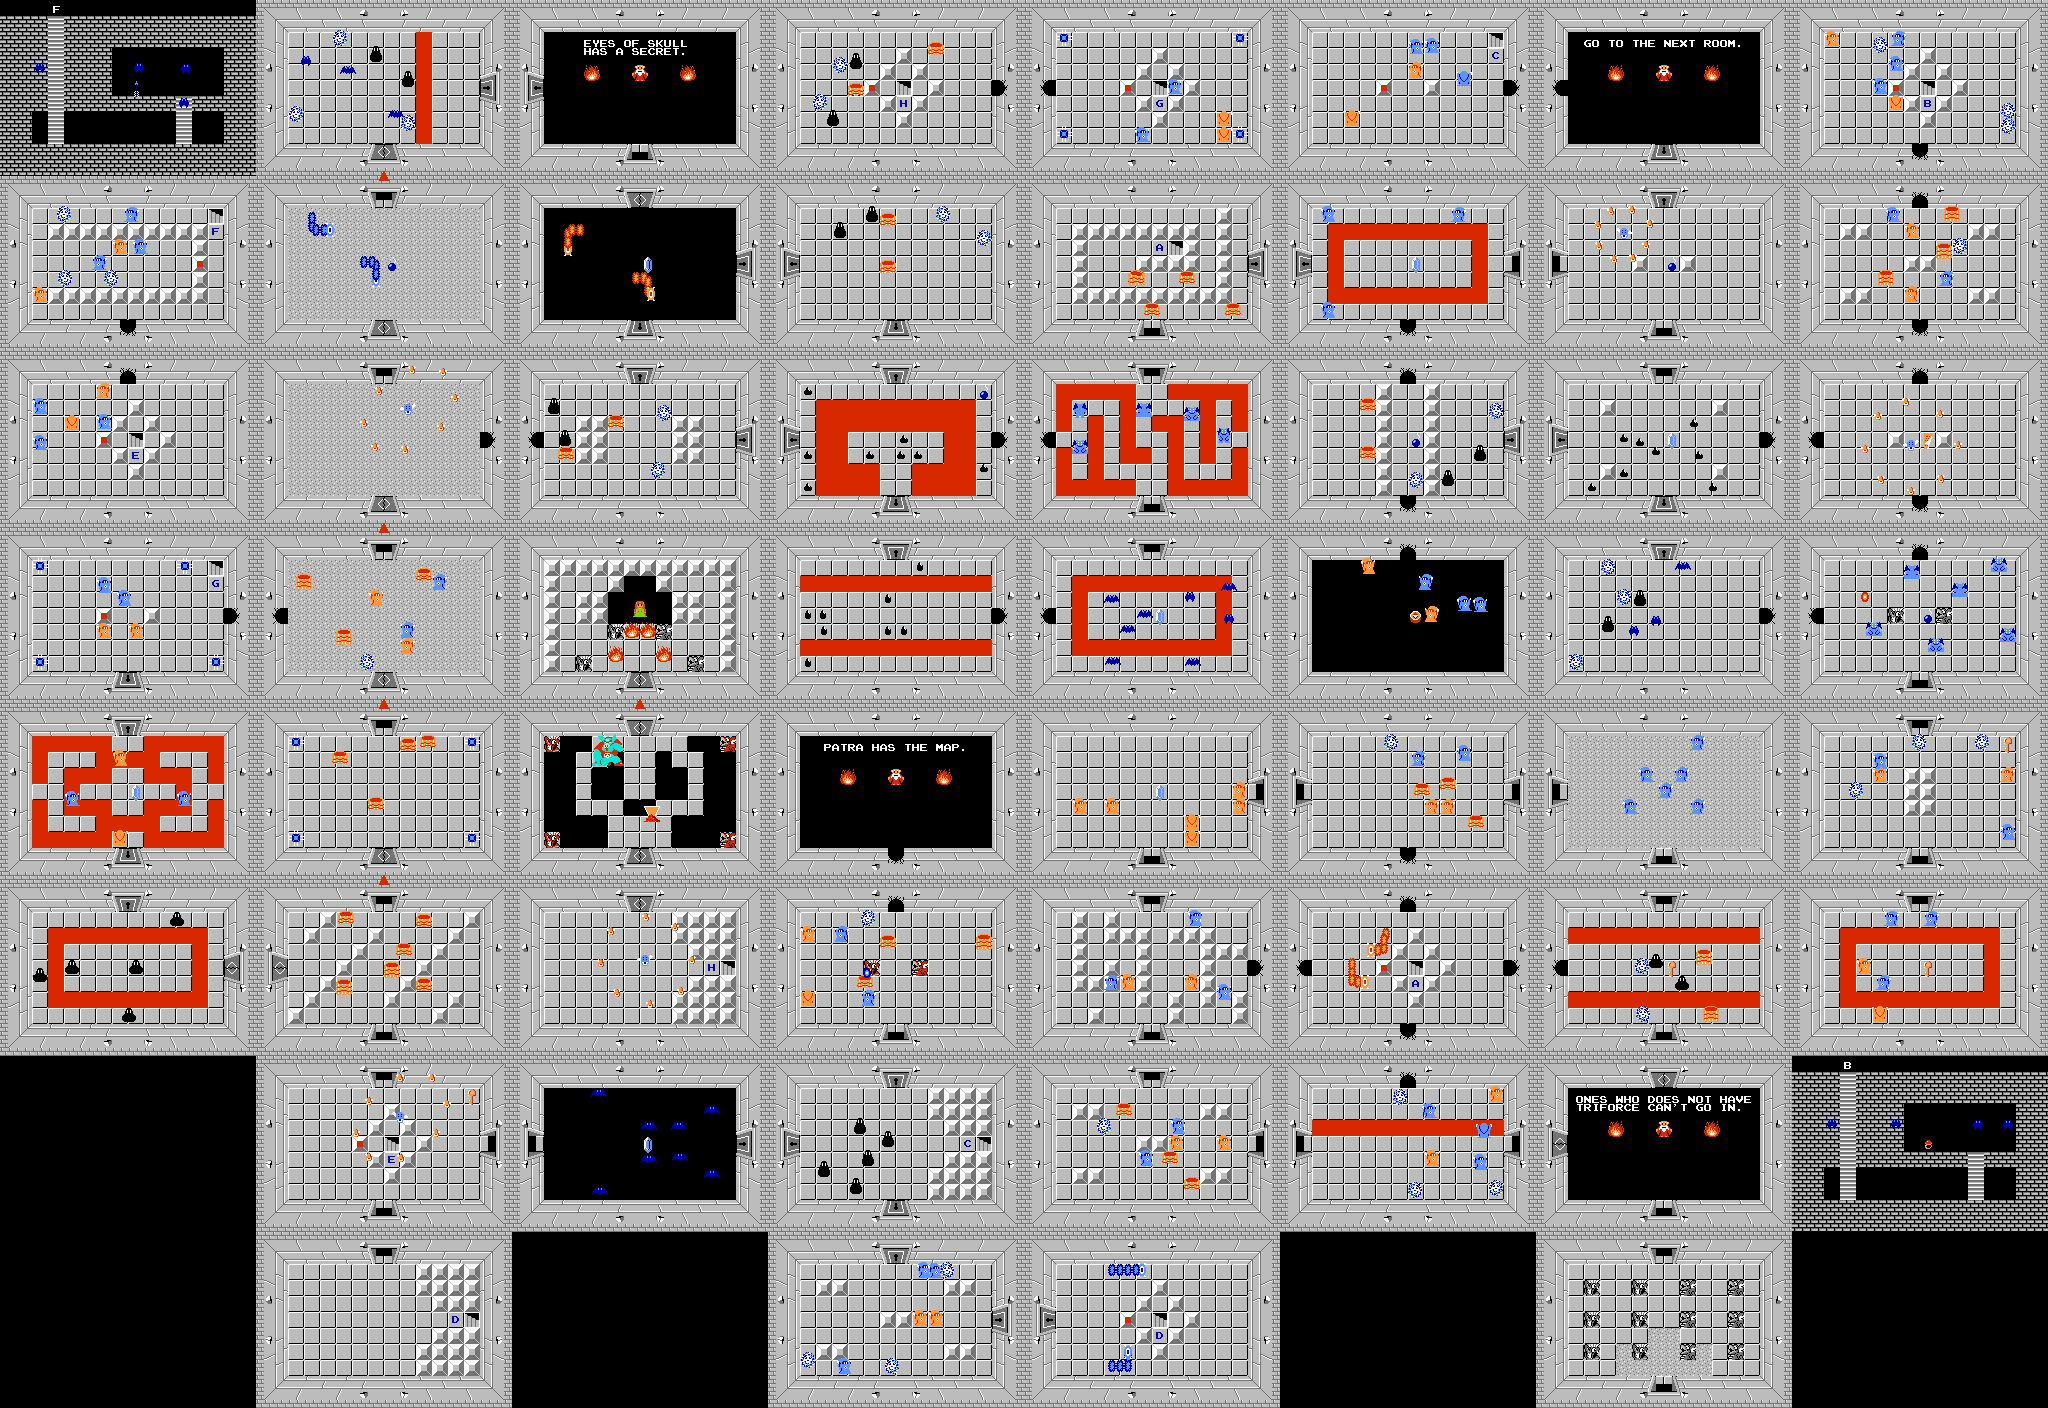 F
EYES OF SKULL
HAS A SECRET.
H
G
C
GO TO THE NEXT ROOM.
B
F
A
E
G
PATRA HAS THE MAP.
H
A
E
C
ONES WHO DOES NOT HAVE
TRIFORCE CAN'T GO IN.
B
D
D